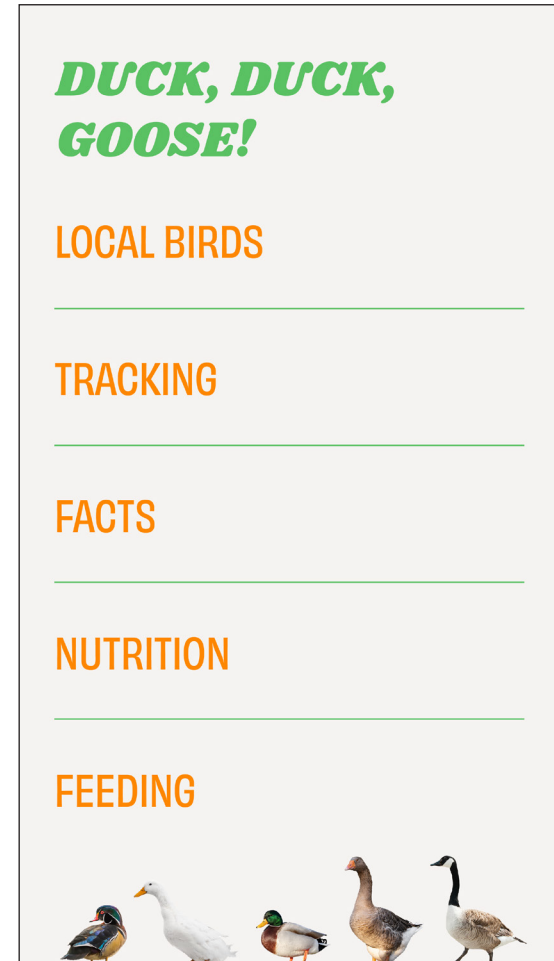 DUCK, DUCK,
GOOSE!
LOCAL BIRDS
TRACKING
FACTS
NUTRITION
FEEDING